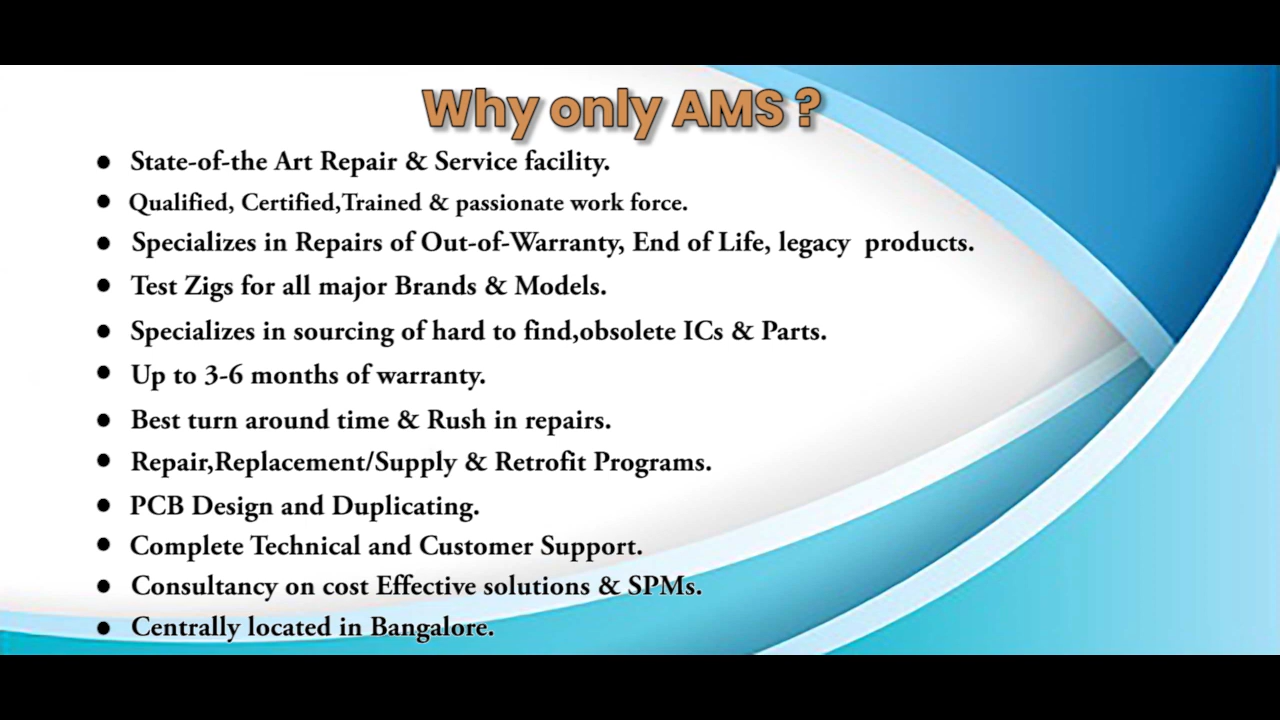 Why only AMS ?
● State-of-the Art Repair & Service facility.
● Qualified, Certified,Trained & passionate work force.
● Specializes in Repairs of Out-of-Warranty, End of Life, legacy  products.
● Test Zigs for all major Brands & Models.
● Specializes in sourcing of hard to find,obsolete ICs & Parts.
● Up to 3-6 months of warranty.
● Best turn around time & Rush in repairs.
● Repair,Replacement/Supply & Retrofit Programs.
● PCB Design and Duplicating.
● Complete Technical and Customer Support.
● Consultancy on cost Effective solutions & SPMs.
● Centrally located in Bangalore.